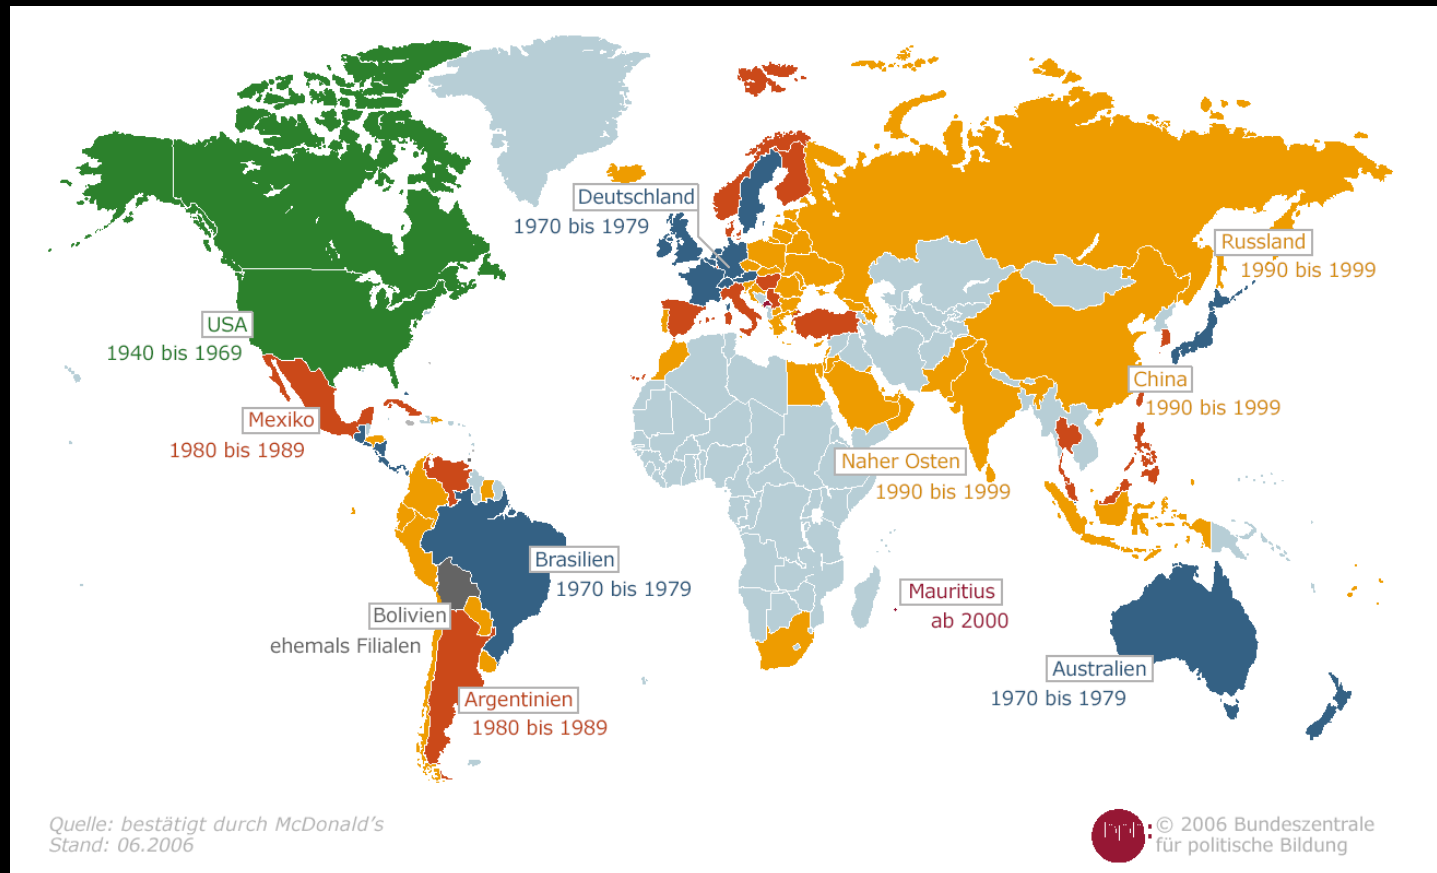 Deutschland
1970 bis 1979
Russland
1990 bis 1999
USA
1940 bis 1969
China
1990 bis 1999
Mexiko
1980 bis 1989
Naher Osten
1990 bis 1999
Brasilien
1970 bis 1979
Mauritius
ab 2000
Bolivien
ehemals Filialen
Australien
1970 bis 1979
Argentinien
1980 bis 1989
Quelle: bestätigt durch McDonald's
Stand: 06.2006
bpb:
© 2006 Bundeszentrale
für politische Bildung